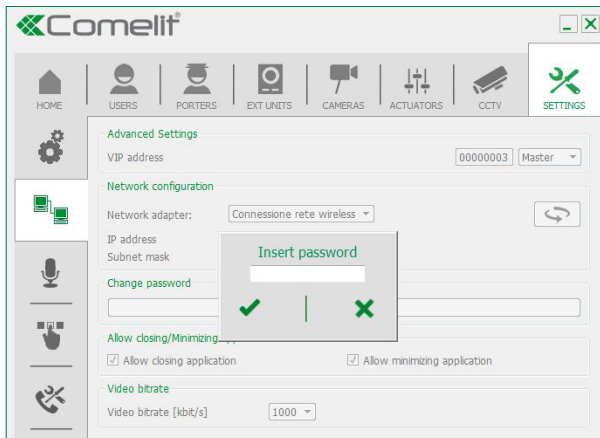 Comelit®
HOME USERS PORTERS EXT UNITS CAMERAS ACTUATORS CCTV SETTINGS
Advanced Settings
VIP address 00000003 Master
Network configuration
Network adapter: Connessione rete wireless
IP address
Subnet mask
Insert password
Change password
Allow closing/Minimizing
Allow closing application Allow minimizing application
Video bitrate
Video bitrate [kbit/s] 1000